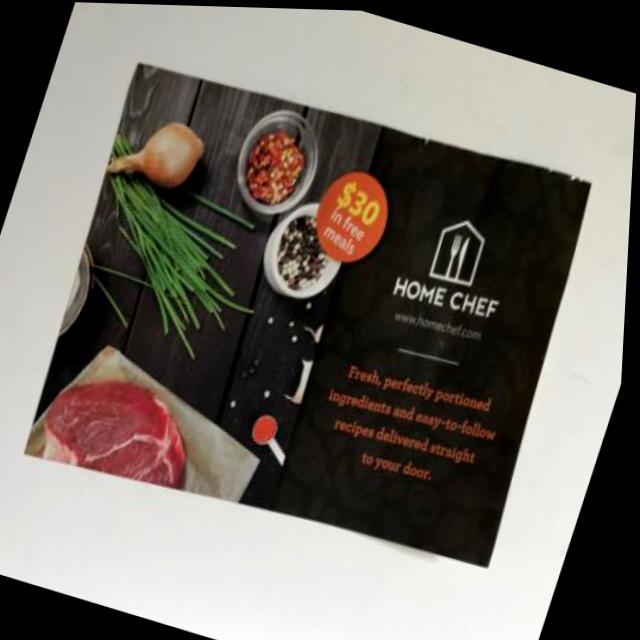 $30
in free
meals
HOME CHEF
www.homechef.com
Fresh, perfectly portioned
ingredients and easy-to-follow
recipes delivered straight
to your door.